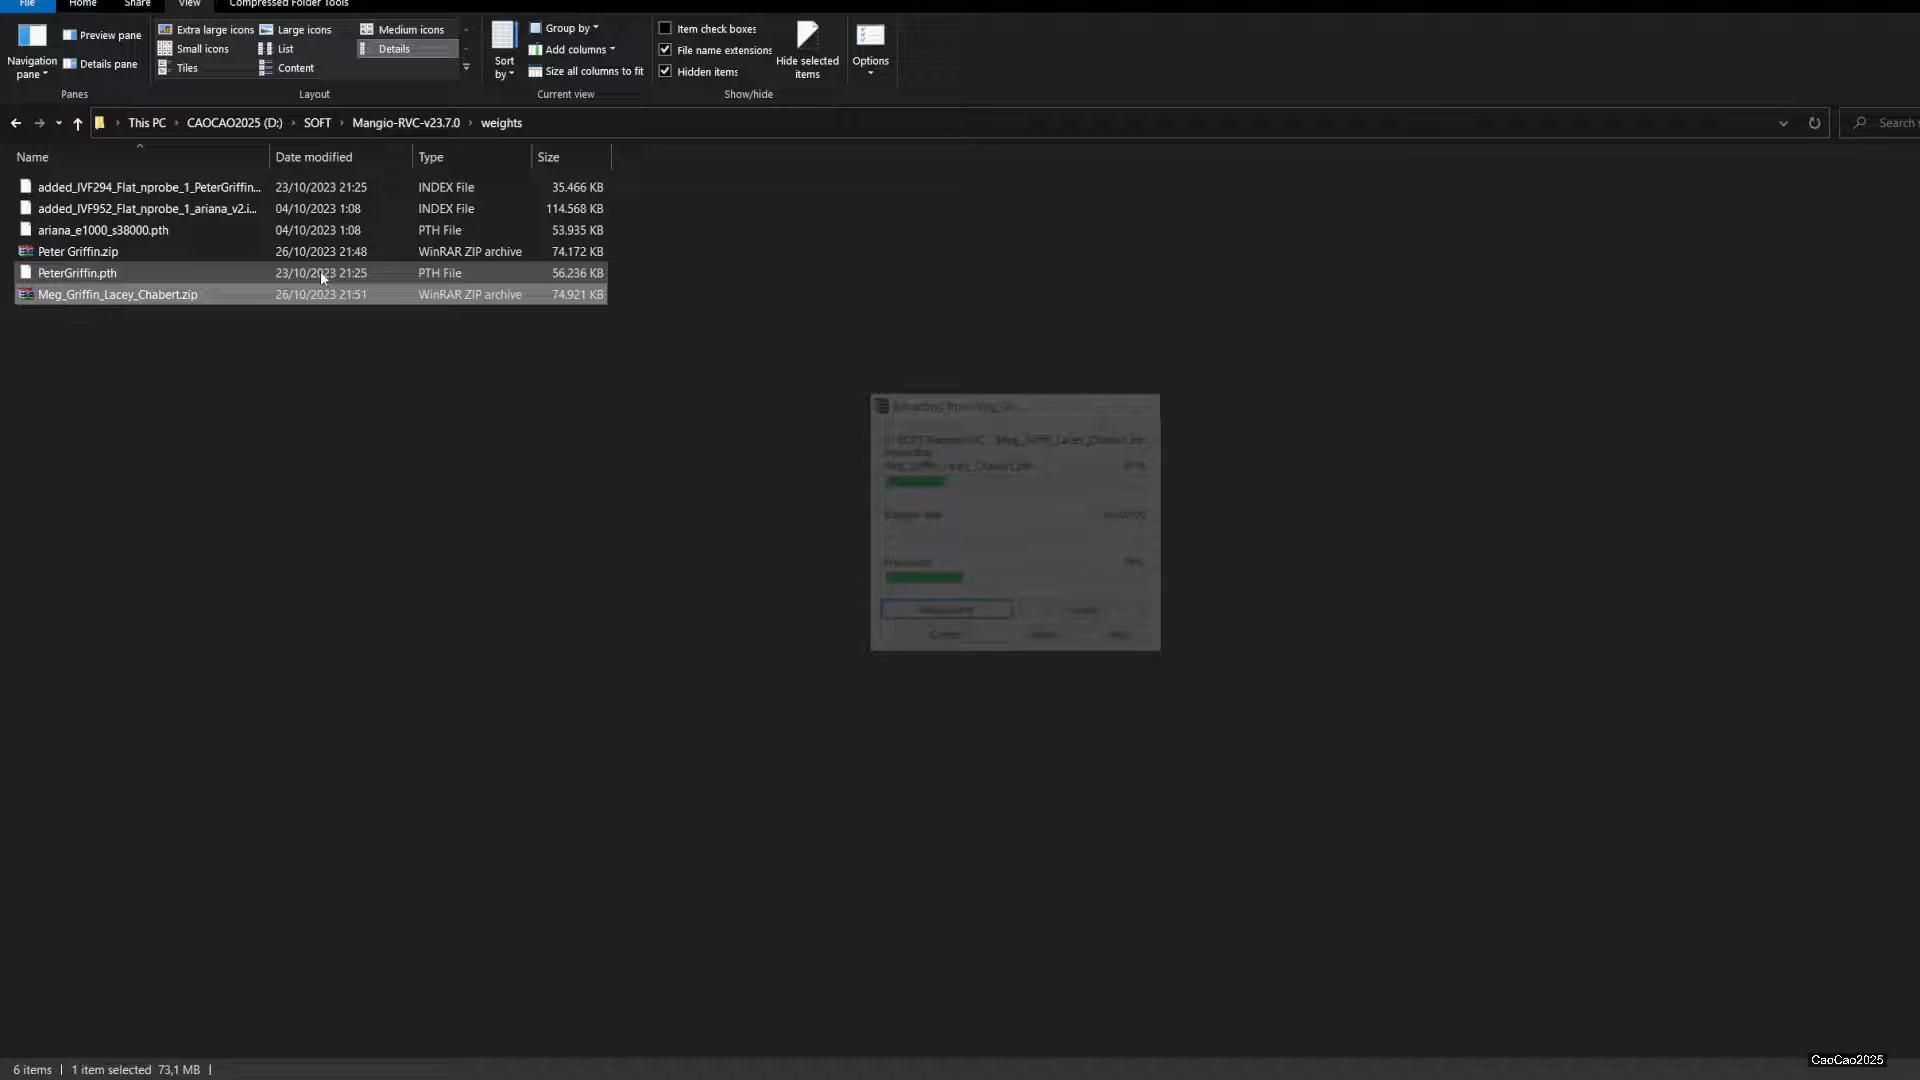 File Home Share View Compressed Folder Tools
Preview pane Extra large icons Large icons Medium icons Group by Item check boxes
Small icons List Details Add columns File name extensions
Navigation pane Details pane Tiles Content Sort by Size all columns to fit Hidden items Hide selected items Options
Panes Layout Current view Show/hide
This PC CAOCAO2025 (D:) SOFT Mangio-RVC-v23.7.0 weights Search
Name Date modified Type Size
added_IVF294_Flat_nprobe_1_PeterGriffin... 23/10/2023 21:25 INDEX File 35.466 KB
added_IVF952_Flat_nprobe_1_ariana_v2.i... 04/10/2023 1:08 INDEX File 114.568 KB
ariana_e1000_s38000.pth 04/10/2023 1:08 PTH File 53.935 KB
Peter Griffin.zip 26/10/2023 21:48 WinRAR ZIP archive 74.172 KB
PeterGriffin.pth 23/10/2023 21:25 PTH File 56.236 KB
Meg_Griffin_Lacey_Chabert.zip 26/10/2023 21:51 WinRAR ZIP archive 74.921 KB
6 items 1 item selected 73,1 MB
CaoCao2025